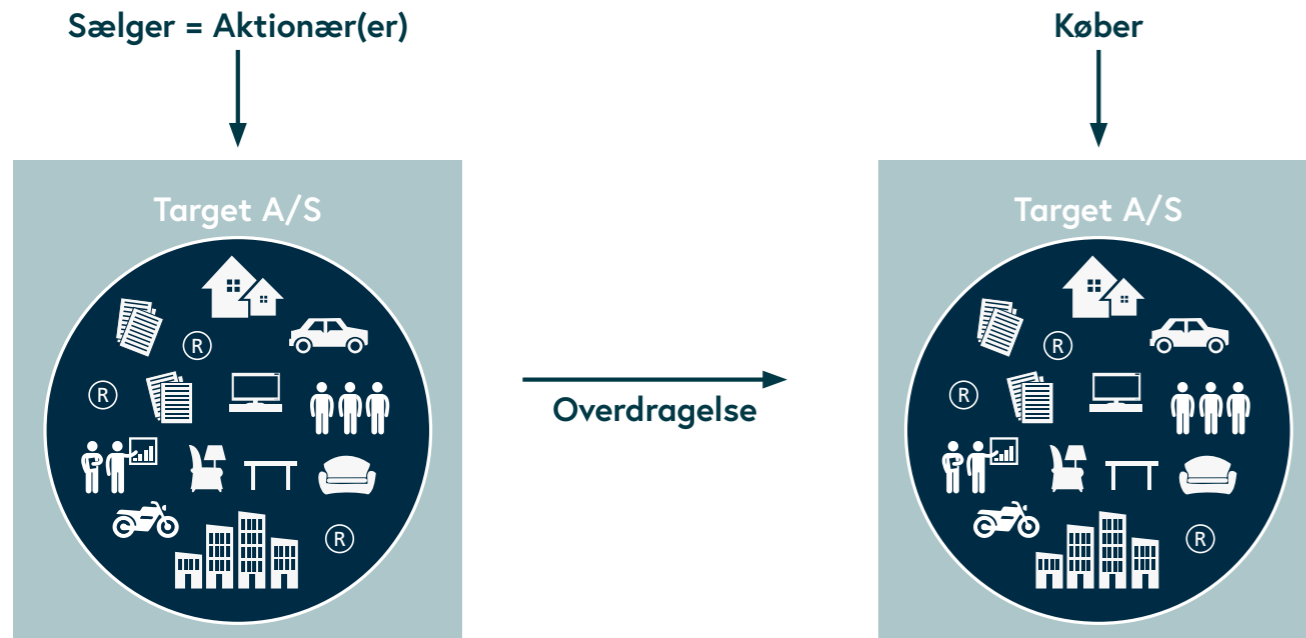 Sælger = Aktionær(er)
Køber
Target A/S
Target A/S
R
R
R
R
Overdragelse
R
R